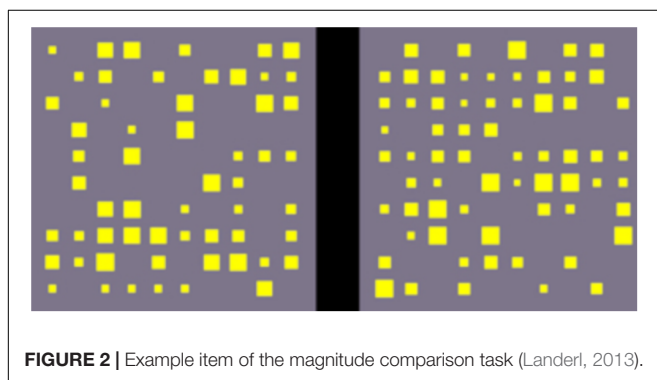 FIGURE 2 | Example item of the magnitude comparison task (Landerl, 2013).